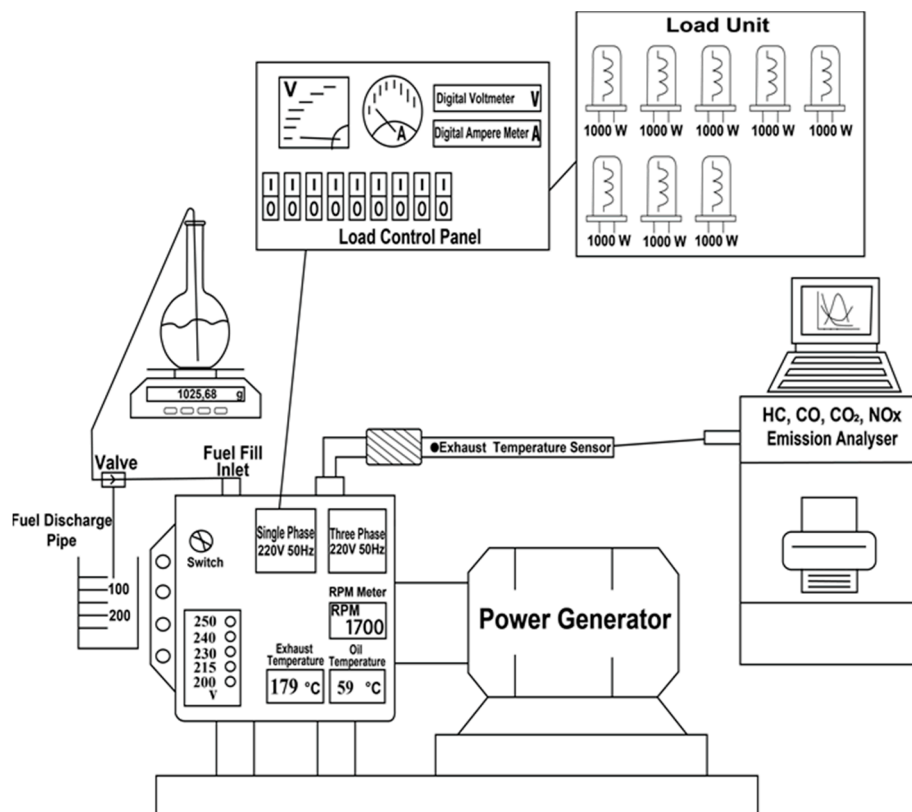 Load Unit
1000 W 1000 W 1000 W 1000 W 1000 W
1000 W 1000 W 1000 W
V
A
Digital Voltmeter V
Digital Ampere Meter A
I I I I I I I I I
0 0 0 0 0 0 0 0 0
Load Control Panel
1025,68 g
HC, CO, CO₂, NOx
Emission Analyser
Exhaust Temperature Sensor
Valve
Fuel Fill
Inlet
Fuel Discharge
Pipe
100
200
Switch
Single Phase
220V 50Hz
Three Phase
220V 50Hz
RPM Meter
RPM
1700
250
240
230
215
200
V
Exhaust
Temperature
179 °C
Oil
Temperature
59 °C
Power Generator